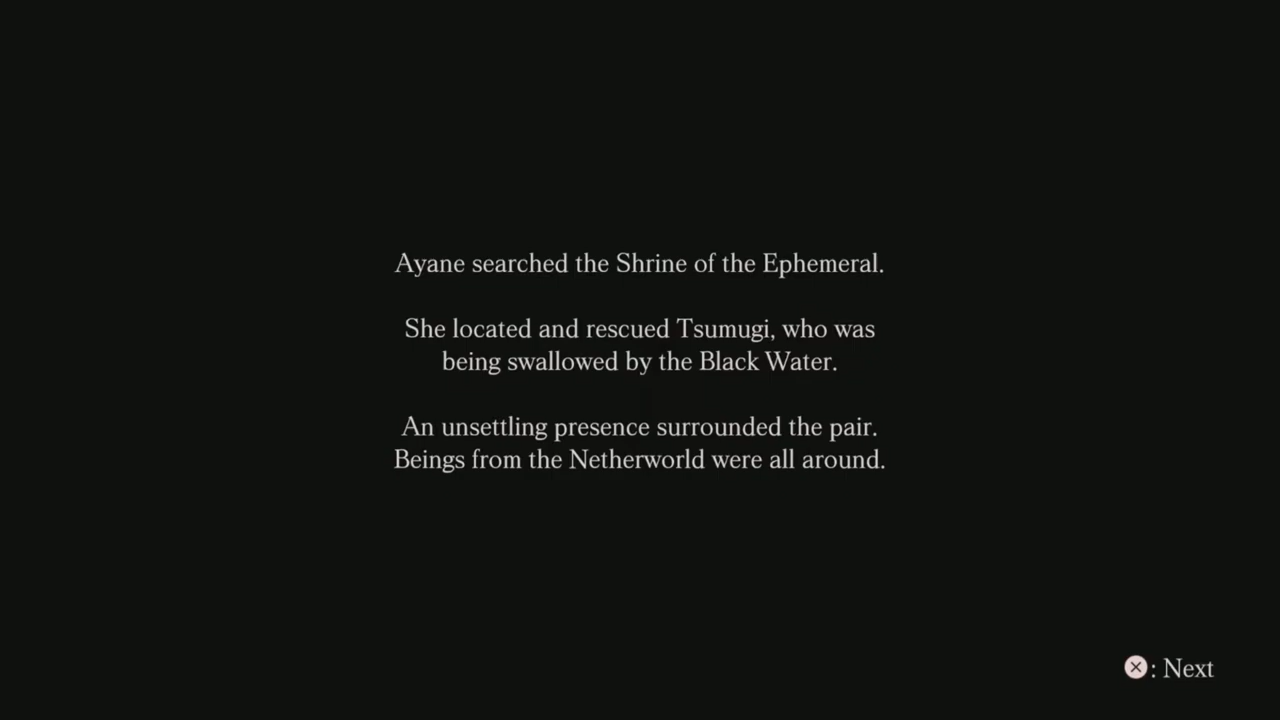 Ayane searched the Shrine of the Ephemeral.
She located and rescued Tsumugi, who was
being swallowed by the Black Water.
An unsettling presence surrounded the pair.
Beings from the Netherworld were all around.
: Next